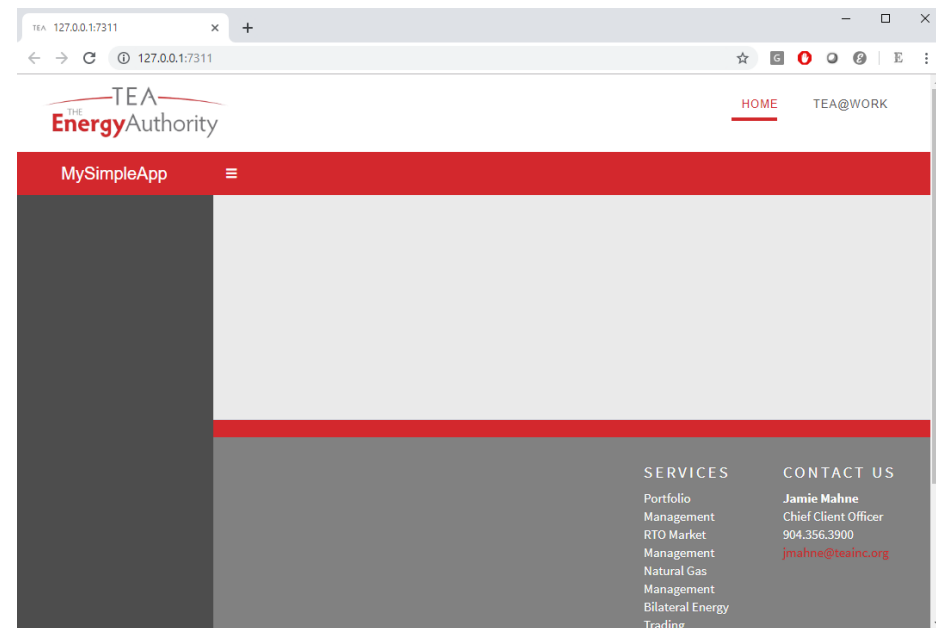 TEA 127.0.0.1:7311
127.0.0.1:7311
G
E
TEA
THE
EnergyAuthority
HOME
TEA@WORK
MySimpleApp
SERVICES
Portfolio
Management
RTO Market
Management
Natural Gas
Management
Bilateral Energy
Trading
CONTACT US
Jamie Mahne
Chief Client Officer
904.356.3900
jmahne@teainc.org